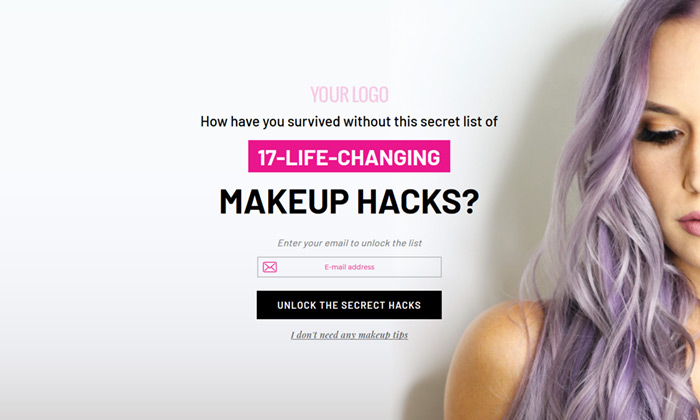 YOUR LOGO
How have you survived without this secret list of
17-LIFE-CHANGING
MAKEUP HACKS?
Enter your email to unlock the list
E-mail address
UNLOCK THE SECRECT HACKS
I don't need any makeup tips